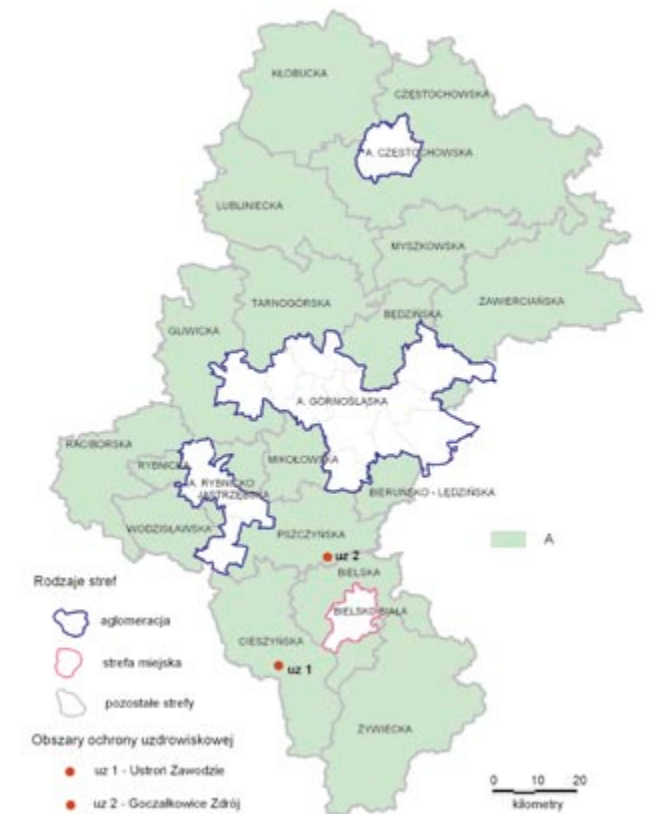 KŁOBUCKA
CZĘSTOCHOWSKA
A. CZĘSTOCHOWSKA
LUBLINIECKA
MYSZKOWSKA
TARNOGÓRSKA
ZAWIERCIAŃSKA
BĘDZIŃSKA
GLIWICKA
A. GÓRNOŚLĄSKA
RACIBORSKA
RYBNICKA
MIKOŁOWSKA
A. RYBNICKO
JASTRZĘBSKA
BIERUŃSKO - LĘDZIŃSKA
WODZISŁAWSKA
PSZCZYŃSKA
A
uz 2
BIELSKA
BIELSKO-BIAŁA
CIESZYŃSKA
uz 1
ŻYWIECKA
Rodzaje stref
aglomeracja
strefa miejska
pozostałe strefy
Obszary ochrony uzdrowiskowej
uz 1 - Ustroń Zawodzie
uz 2 - Goczałkowice Zdrój
0 10 20
kilometry